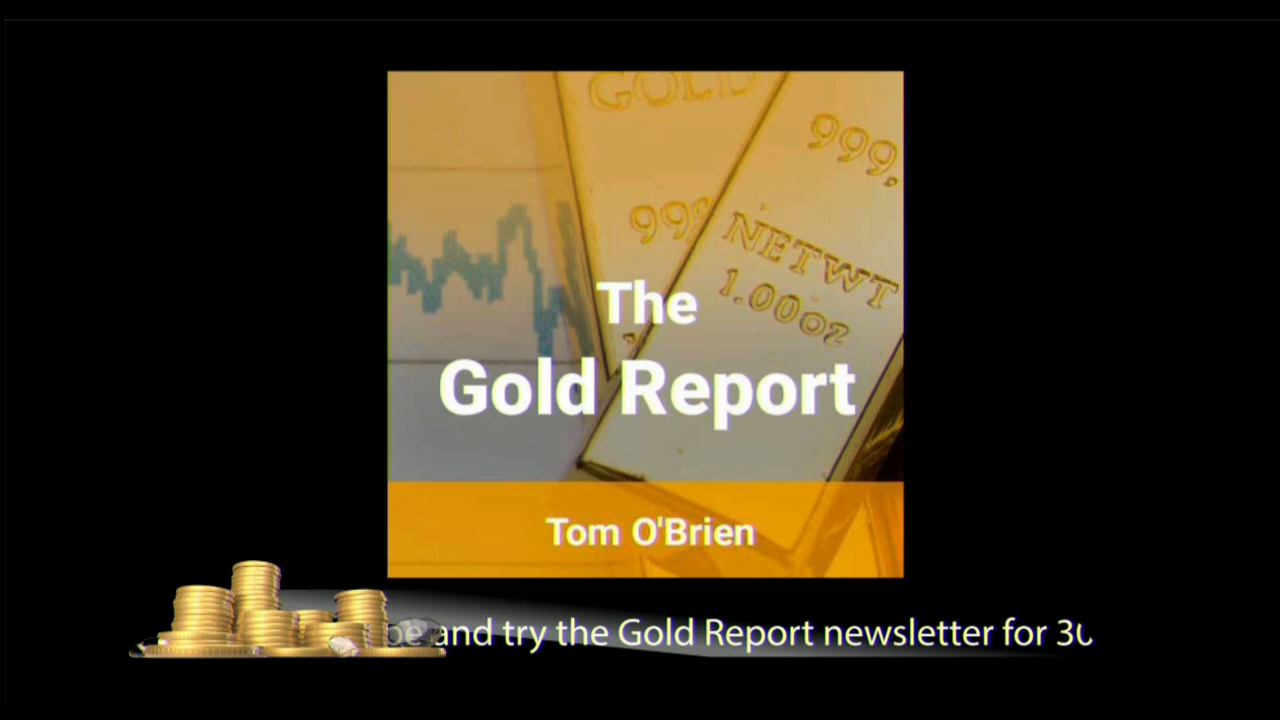 GOLD
999,
999
NETWT
1.00oz
The
Gold Report
Tom O'Brien
and try the Gold Report newsletter for